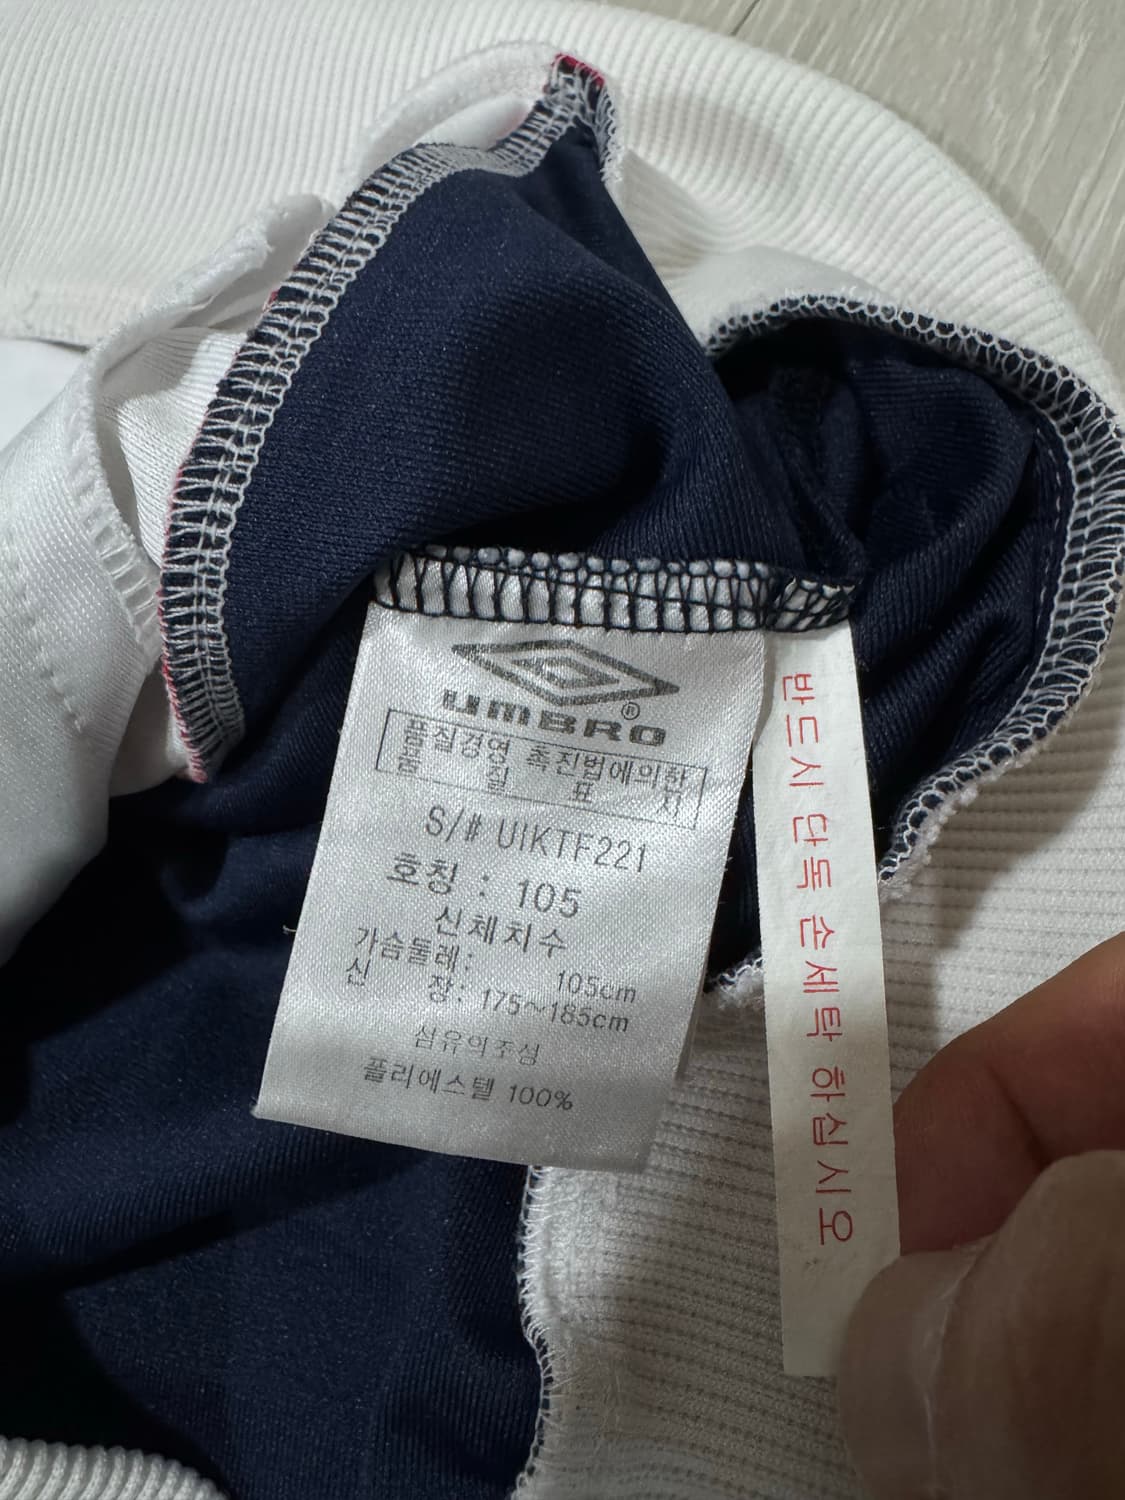 UMBRO®
품질경영 촉진법에의한
품 질 표 시
S/# UIKTF221
호칭 : 105
신체치수
가슴둘레: 105cm
신 장: 175~185cm
섬유의조성
폴리에스텔 100%
반드시 단독 손세탁 하십시오